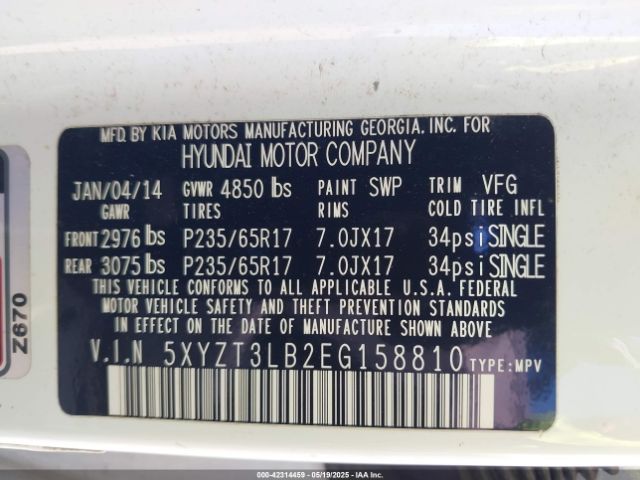 MFD. BY KIA MOTORS MANUFACTURING GEORGIA. INC. FOR
HYUNDAI MOTOR COMPANY
JAN/04/14 GVWR 4850 lbs PAINT SWP TRIM VFG
GAWR TIRES RIMS COLD TIRE INFL
FRONT 2976 lbs P235/65R17 7.0JX17 34psi SINGLE
REAR 3075 lbs P235/65R17 7.0JX17 34psi SINGLE
THIS VEHICLE CONFORMS TO ALL APPLICABLE U.S.A. FEDERAL
MOTOR VEHICLE SAFETY AND THEFT PREVENTION STANDARDS
IN EFFECT ON THE DATE OF MANUFACTURE SHOWN ABOVE.
V.I.N 5XYZT3LB2EG158810 TYPE:MPV
Z670
000-42314459 - 05/19/2025 - IAA Inc.